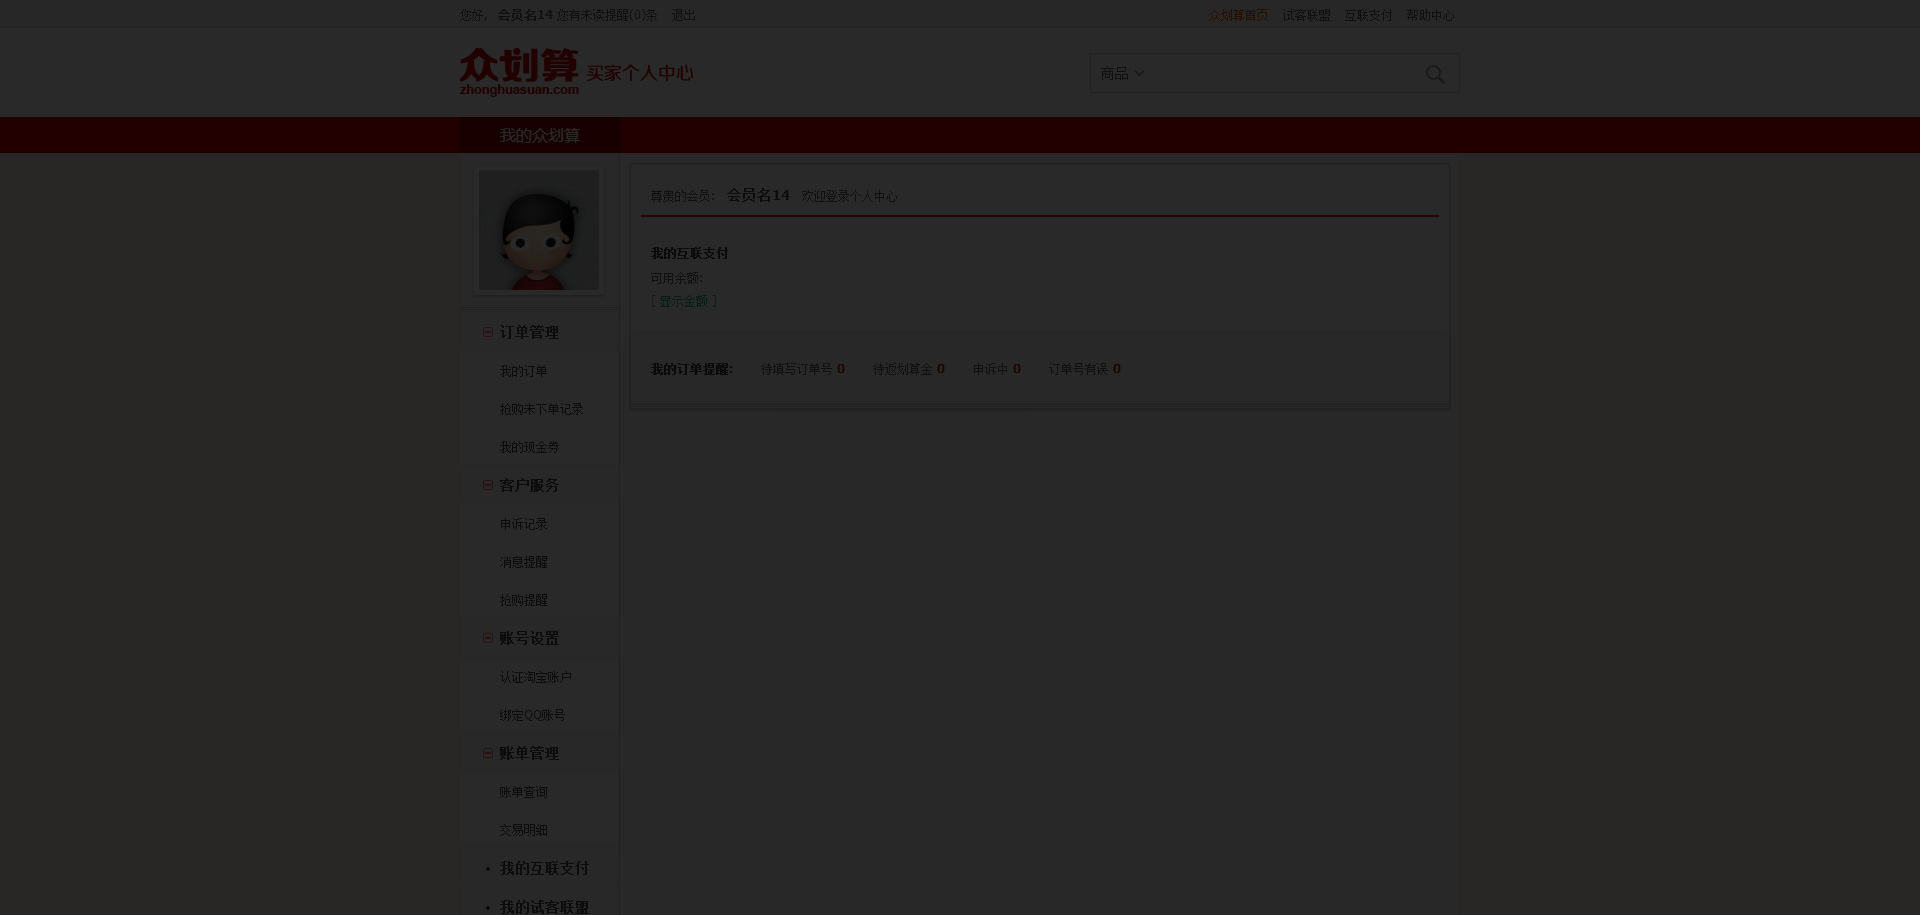 您好, 会员名14 您有未读提醒(0)条 退出
众划算首页 试客联盟 互联支付 帮助中心
众划算 买家个人中心
zhonghuasuan.com
商品
我的众划算
尊贵的会员: 会员名14 欢迎登录个人中心
我的互联支付
可用余额:
[ 显示金额 ]
我的订单提醒: 待填写订单号 0 待返划算金 0 申诉中 0 订单号有误 0
订单管理
我的订单
抢购未下单记录
我的现金券
客户服务
申诉记录
消息提醒
抢购提醒
账号设置
认证淘宝账户
绑定QQ账号
账单管理
账单查询
交易明细
• 我的互联支付
• 我的试客联盟